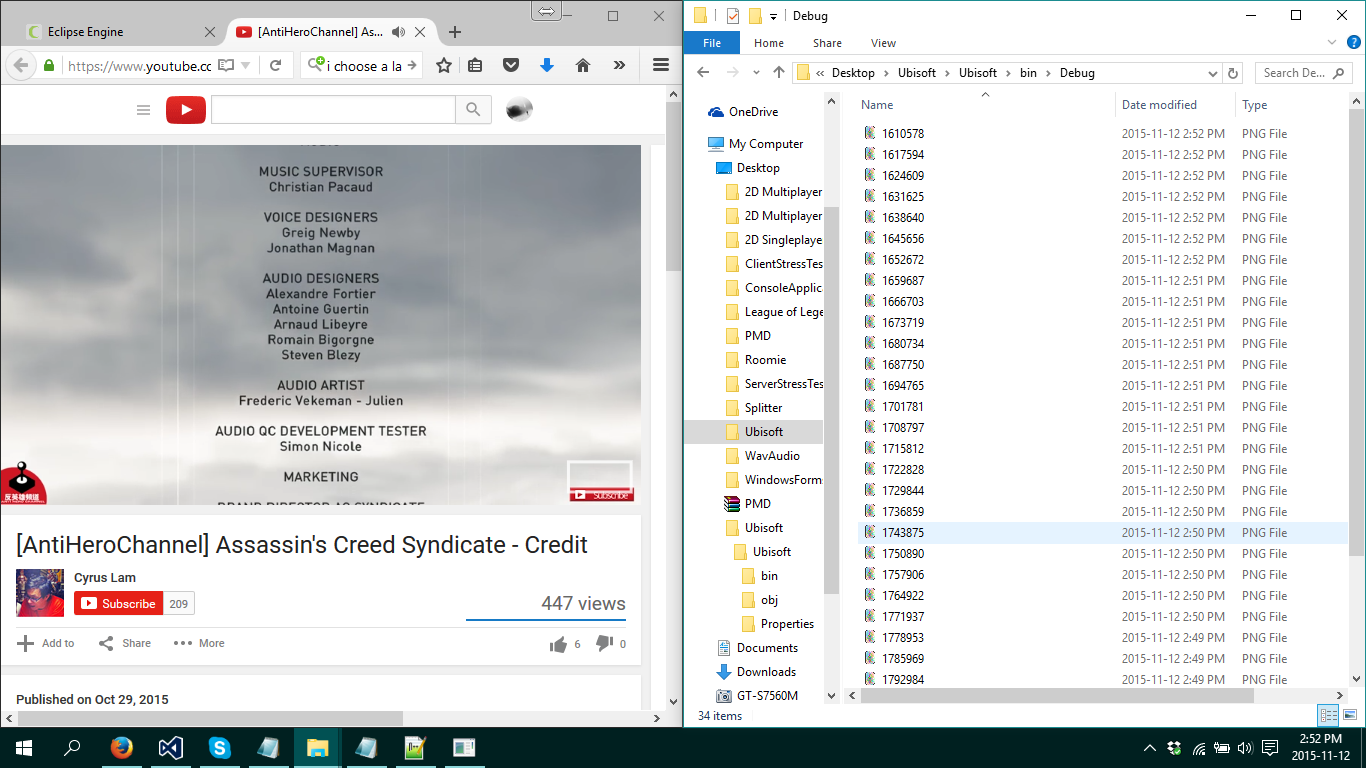 Eclipse Engine
[AntiHeroChannel] As...
https://www.youtube.co
i choose a la
MUSIC SUPERVISOR
Christian Pacaud
VOICE DESIGNERS
Greig Newby
Jonathan Magnan
AUDIO DESIGNERS
Alexandre Fortier
Antoine Guertin
Arnaud Libeyre
Romain Bigorgne
Steven Blezy
AUDIO ARTIST
Frederic Vekeman - Julien
AUDIO QC DEVELOPMENT TESTER
Simon Nicole
MARKETING
BRAND DIRECTOR AC SYNDICATE
反英雄頻道
Subscribe
[AntiHeroChannel] Assassin's Creed Syndicate - Credit
Cyrus Lam
Subscribe 209
447 views
Add to Share More 6 0
Published on Oct 29, 2015
Debug
File Home Share View
« Desktop Ubisoft Ubisoft bin Debug
Search De...
OneDrive
My Computer
Desktop
2D Multiplayer
2D Multiplayer
2D Singleplaye
ClientStressTes
ConsoleApplic
League of Lege
PMD
Roomie
ServerStressTes
Splitter
Ubisoft
WavAudio
WindowsForm
PMD
Ubisoft
Ubisoft
bin
obj
Properties
Documents
Downloads
GT-S7560M
Name Date modified Type
1610578 2015-11-12 2:52 PM PNG File
1617594 2015-11-12 2:52 PM PNG File
1624609 2015-11-12 2:52 PM PNG File
1631625 2015-11-12 2:52 PM PNG File
1638640 2015-11-12 2:52 PM PNG File
1645656 2015-11-12 2:52 PM PNG File
1652672 2015-11-12 2:52 PM PNG File
1659687 2015-11-12 2:51 PM PNG File
1666703 2015-11-12 2:51 PM PNG File
1673719 2015-11-12 2:51 PM PNG File
1680734 2015-11-12 2:51 PM PNG File
1687750 2015-11-12 2:51 PM PNG File
1694765 2015-11-12 2:51 PM PNG File
1701781 2015-11-12 2:51 PM PNG File
1708797 2015-11-12 2:51 PM PNG File
1715812 2015-11-12 2:51 PM PNG File
1722828 2015-11-12 2:50 PM PNG File
1729844 2015-11-12 2:50 PM PNG File
1736859 2015-11-12 2:50 PM PNG File
1743875 2015-11-12 2:50 PM PNG File
1750890 2015-11-12 2:50 PM PNG File
1757906 2015-11-12 2:50 PM PNG File
1764922 2015-11-12 2:50 PM PNG File
1771937 2015-11-12 2:50 PM PNG File
1778953 2015-11-12 2:49 PM PNG File
1785969 2015-11-12 2:49 PM PNG File
1792984 2015-11-12 2:49 PM PNG File
34 items
2:52 PM
2015-11-12